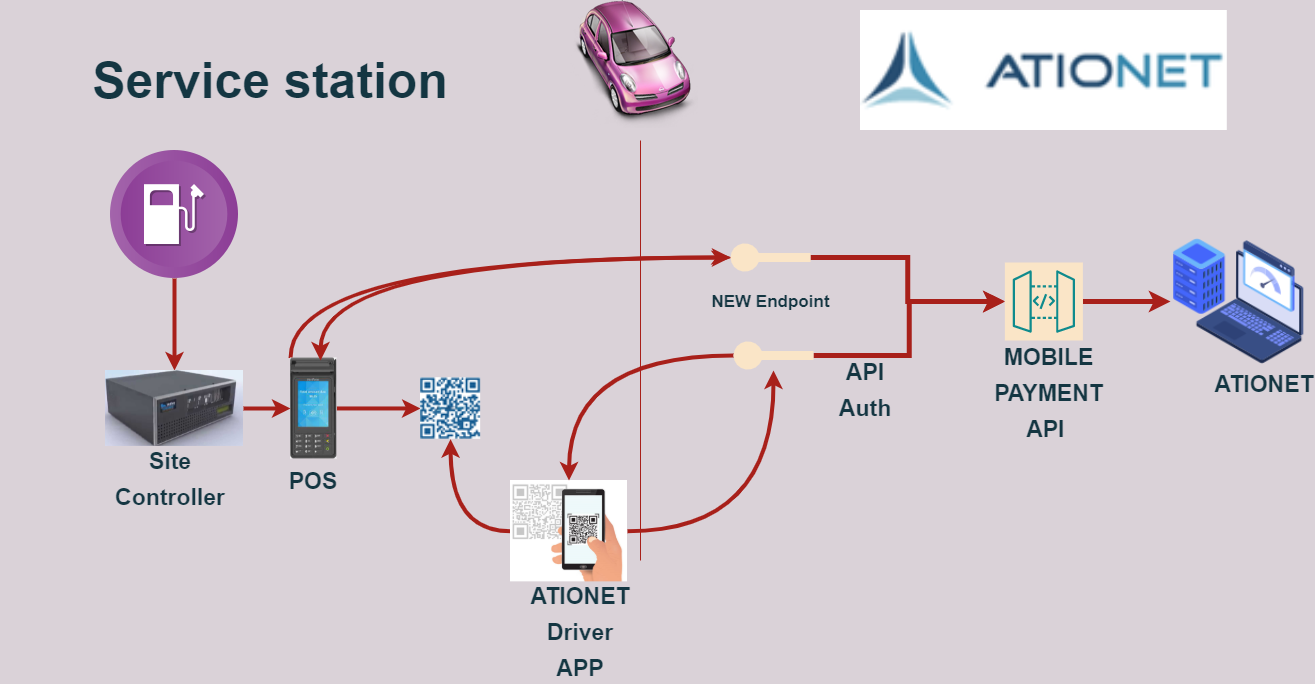 Service station
ATIONET
NEW Endpoint
API
Auth
MOBILE
PAYMENT
API
ATIONET
Site
Controller
POS
ATIONET
Driver
APP